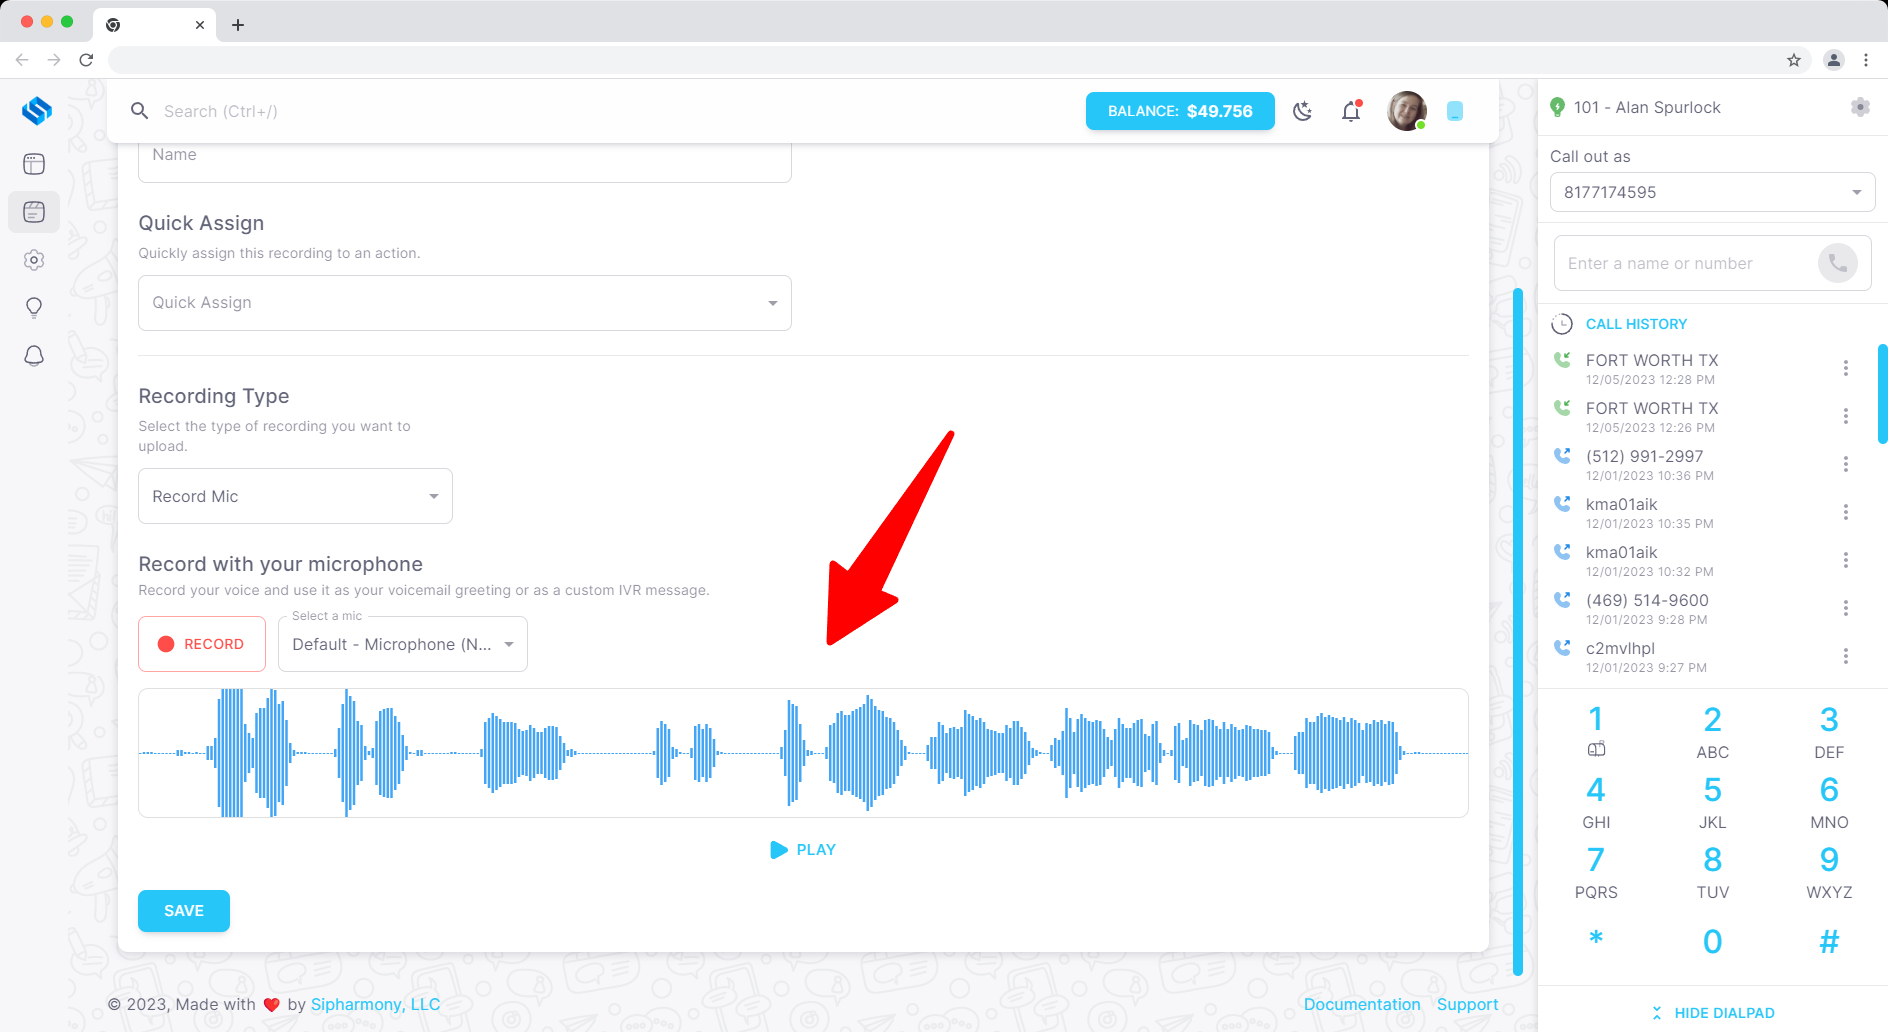 Search (Ctrl+/)
BALANCE: $49.756
Name
Quick Assign
Quickly assign this recording to an action.
Quick Assign
Recording Type
Select the type of recording you want to
upload.
Record Mic
Record with your microphone
Record your voice and use it as your voicemail greeting or as a custom IVR message.
RECORD
Select a mic
Default - Microphone (N...
PLAY
SAVE
© 2023, Made with ❤ by Sipharmony, LLC
Documentation Support
101 - Alan Spurlock
Call out as
8177174595
Enter a name or number
CALL HISTORY
FORT WORTH TX
12/05/2023 12:28 PM
FORT WORTH TX
12/05/2023 12:26 PM
(512) 991-2997
12/01/2023 10:36 PM
kma01aik
12/01/2023 10:35 PM
kma01aik
12/01/2023 10:32 PM
(469) 514-9600
12/01/2023 9:28 PM
c2mvlhpl
12/01/2023 9:27 PM
1 2 3
ABC DEF
4 5 6
GHI JKL MNO
7 8 9
PQRS TUV WXYZ
* 0 #
HIDE DIALPAD